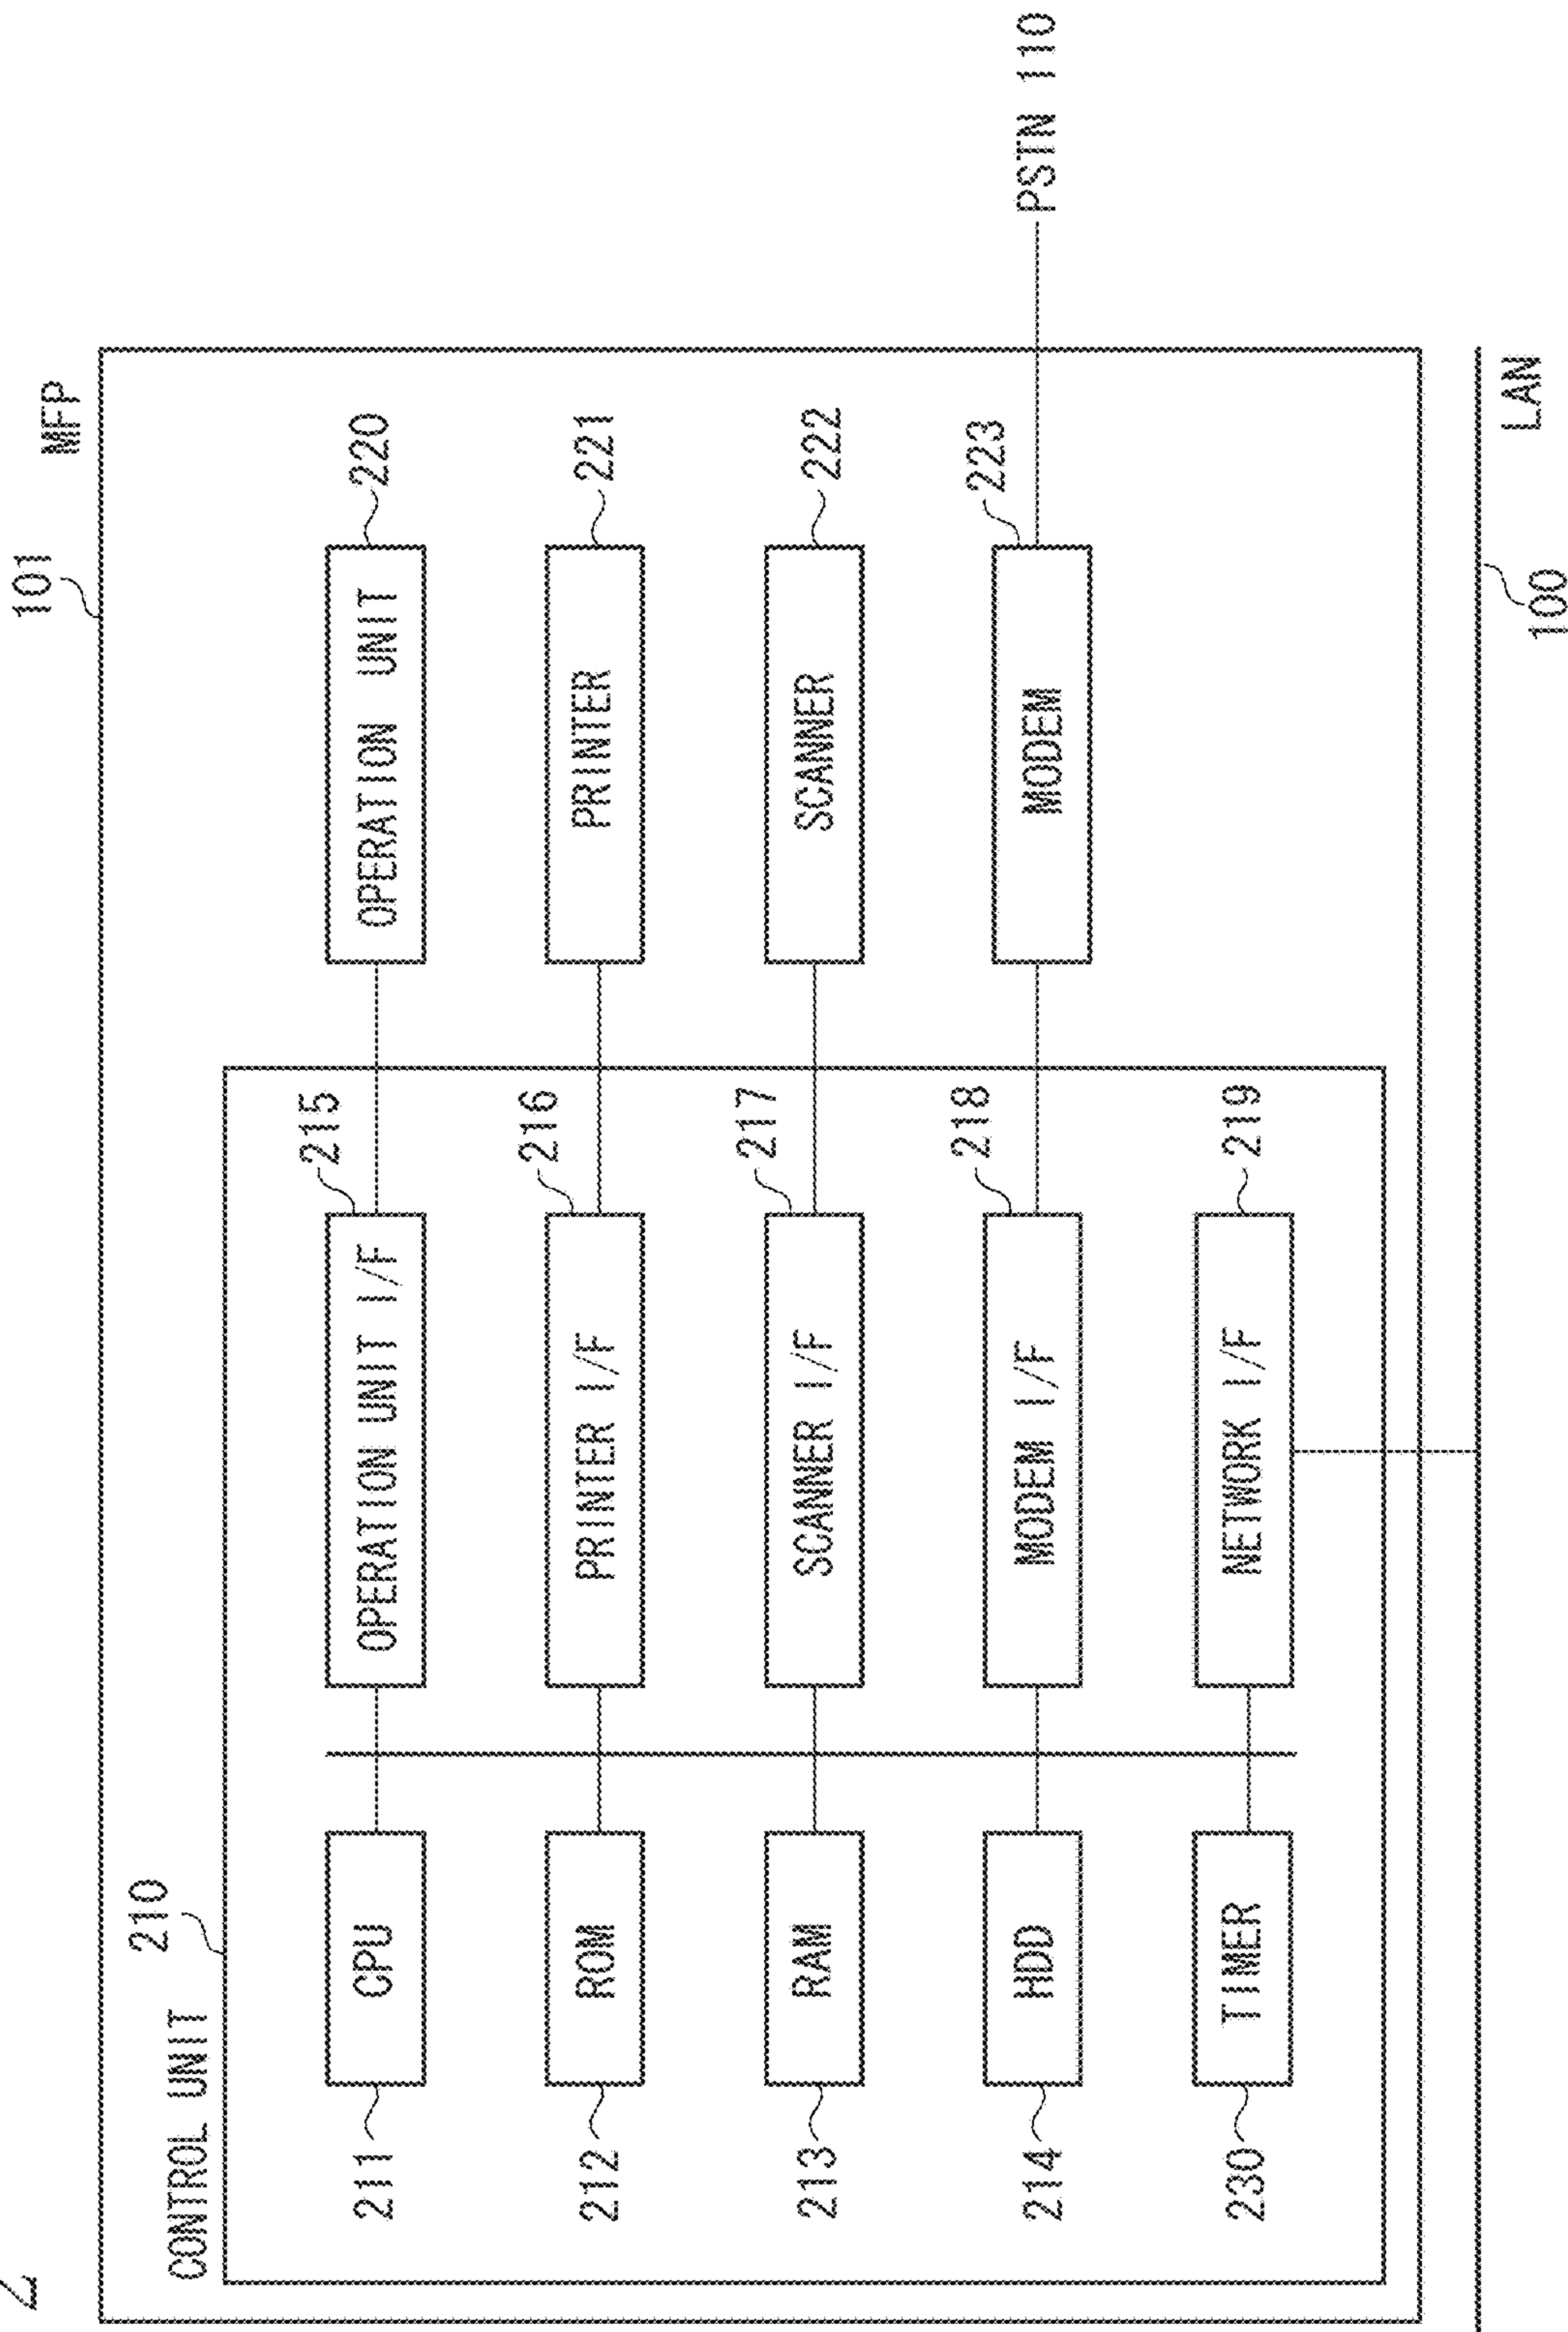 2
101
MFP
CONTROL UNIT
210
211
CPU
OPERATION UNIT I/F
215
OPERATION UNIT
220
212
ROM
PRINTER I/F
216
PRINTER
221
213
RAM
SCANNER I/F
217
SCANNER
222
214
HDD
MODEM I/F
218
MODEM
223
PSTN 110
230
TIMER
NETWORK I/F
219
LAN
100